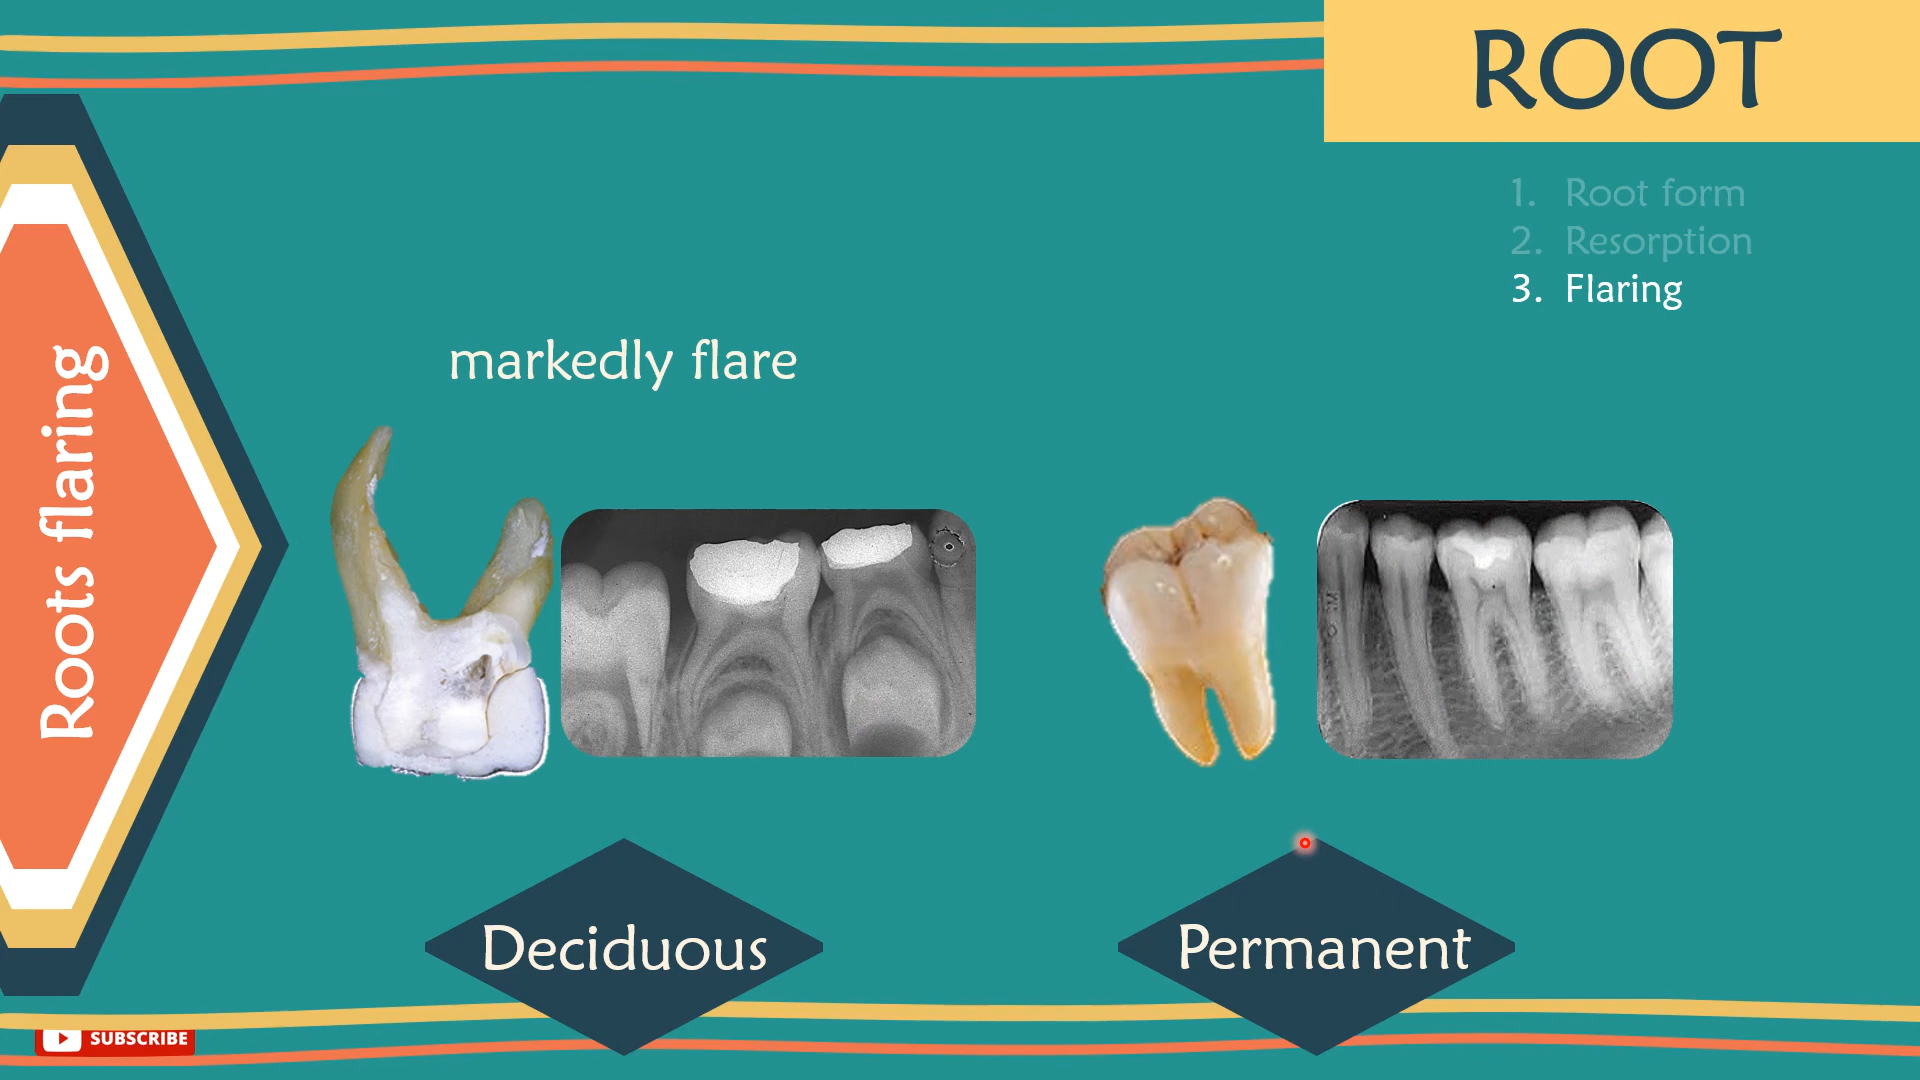 ROOT
1. Root form
2. Resorption
3. Flaring
Roots flaring
markedly flare
Deciduous
Permanent
SUBSCRIBE